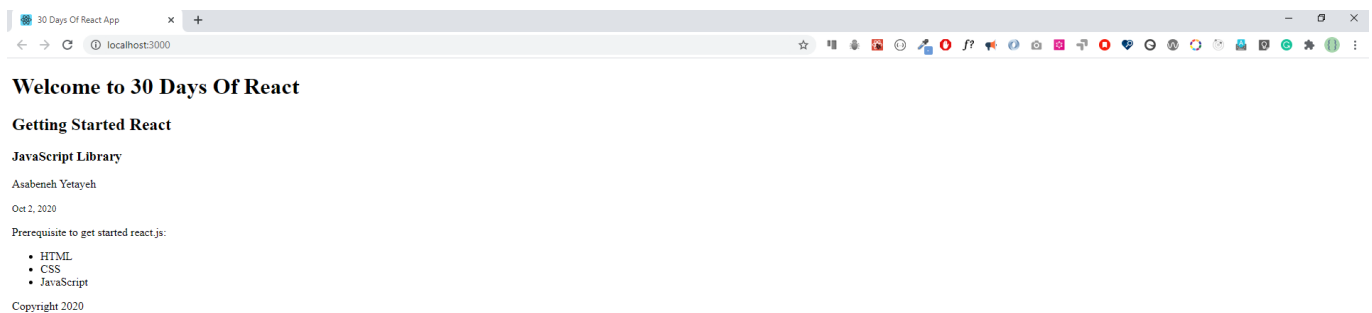 30 Days Of React App
localhost:3000
Welcome to 30 Days Of React
Getting Started React
JavaScript Library
Asabeneh Yetayeh
Oct 2, 2020
Prerequisite to get started react.js:
HTML
CSS
JavaScript
Copyright 2020